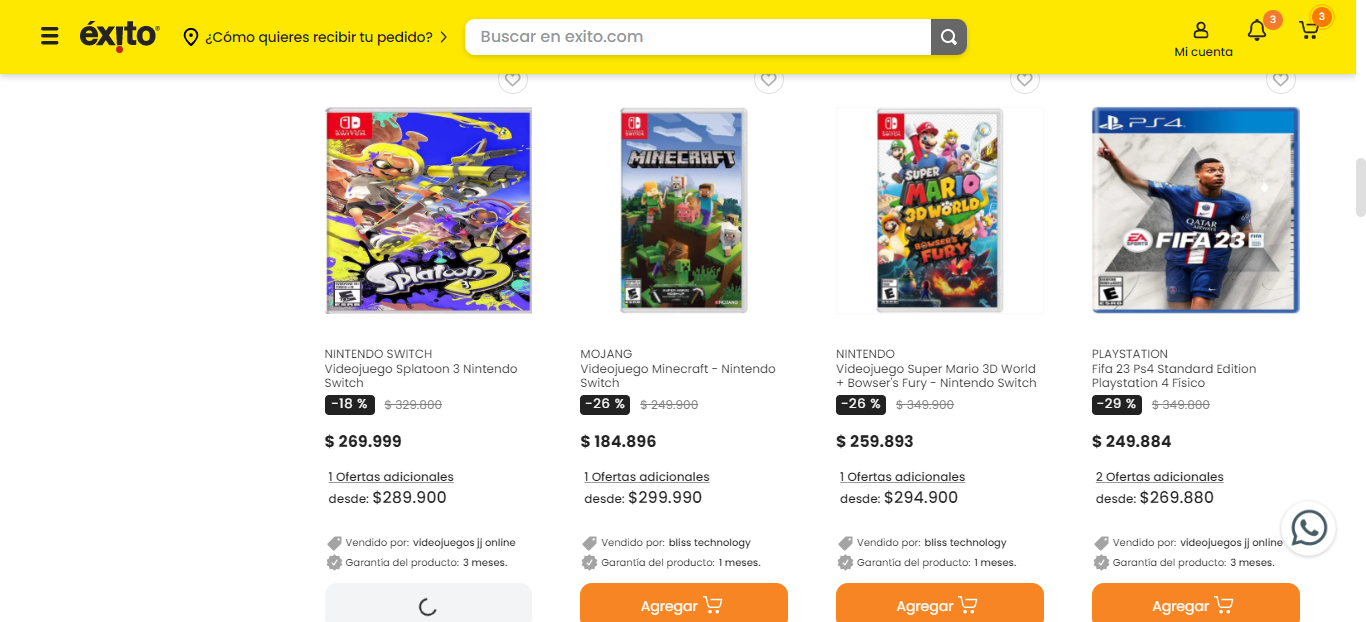 éxito
¿Cómo quieres recibir tu pedido?
Buscar en exito.com
3
3
Mi cuenta
NINTENDO SWITCH
Splatoon 3
MINECRAFT
MOJANG
SUPER MARIO 3D WORLD
BOWSER'S FURY
PS4
QATAR AIRWAYS
EA SPORTS FIFA 23
NINTENDO SWITCH
Videojuego Splatoon 3 Nintendo
Switch
-18 % $ 329.800
$ 269.999
1 Ofertas adicionales
desde: $289.900
Vendido por: videojuegos jj online
Garantía del producto: 3 meses.
MOJANG
Videojuego Minecraft - Nintendo
Switch
-26 % $ 249.900
$ 184.896
1 Ofertas adicionales
desde: $299.990
Vendido por: bliss technology
Garantía del producto: 1 meses.
Agregar
NINTENDO
Videojuego Super Mario 3D World
+ Bowser's Fury - Nintendo Switch
-26 % $ 349.900
$ 259.893
1 Ofertas adicionales
desde: $294.900
Vendido por: bliss technology
Garantía del producto: 1 meses.
Agregar
PLAYSTATION
Fifa 23 Ps4 Standard Edition
Playstation 4 Físico
-29 % $ 349.800
$ 249.884
2 Ofertas adicionales
desde: $269.880
Vendido por: videojuegos jj online
Garantía del producto: 3 meses.
Agregar